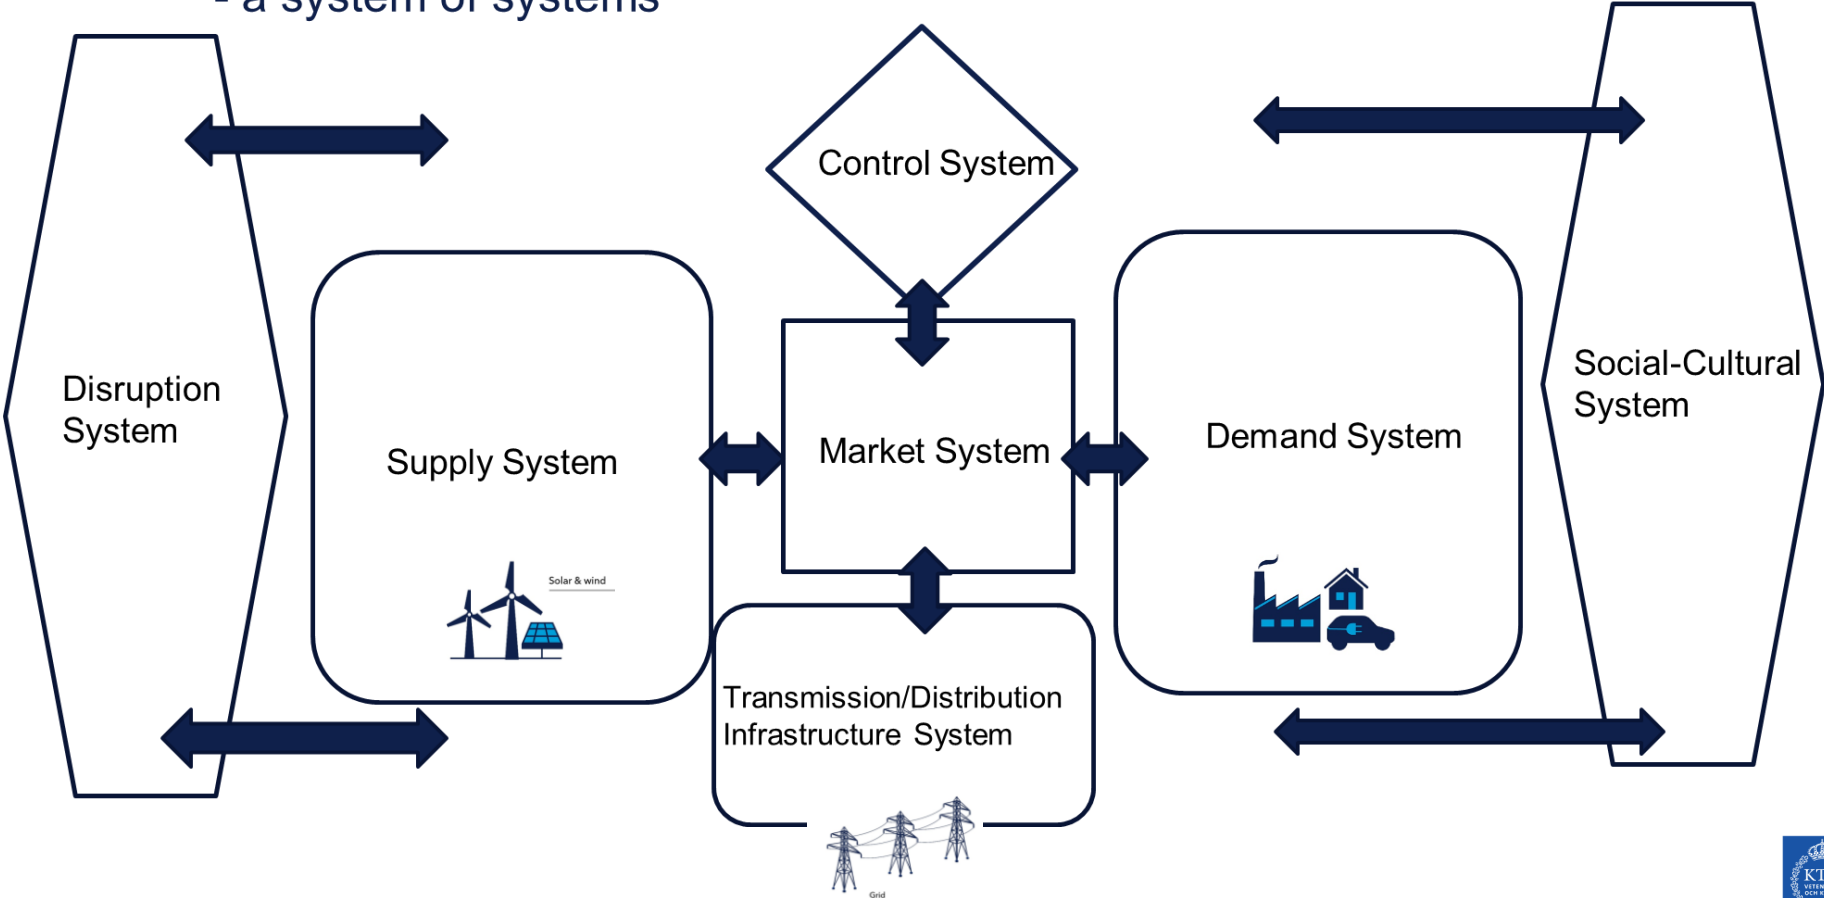 - a system of systems
Control System
Disruption
System
Supply System
Market System
Demand System
Social-Cultural
System
Solar & wind
Transmission/Distribution
Infrastructure System
Grid